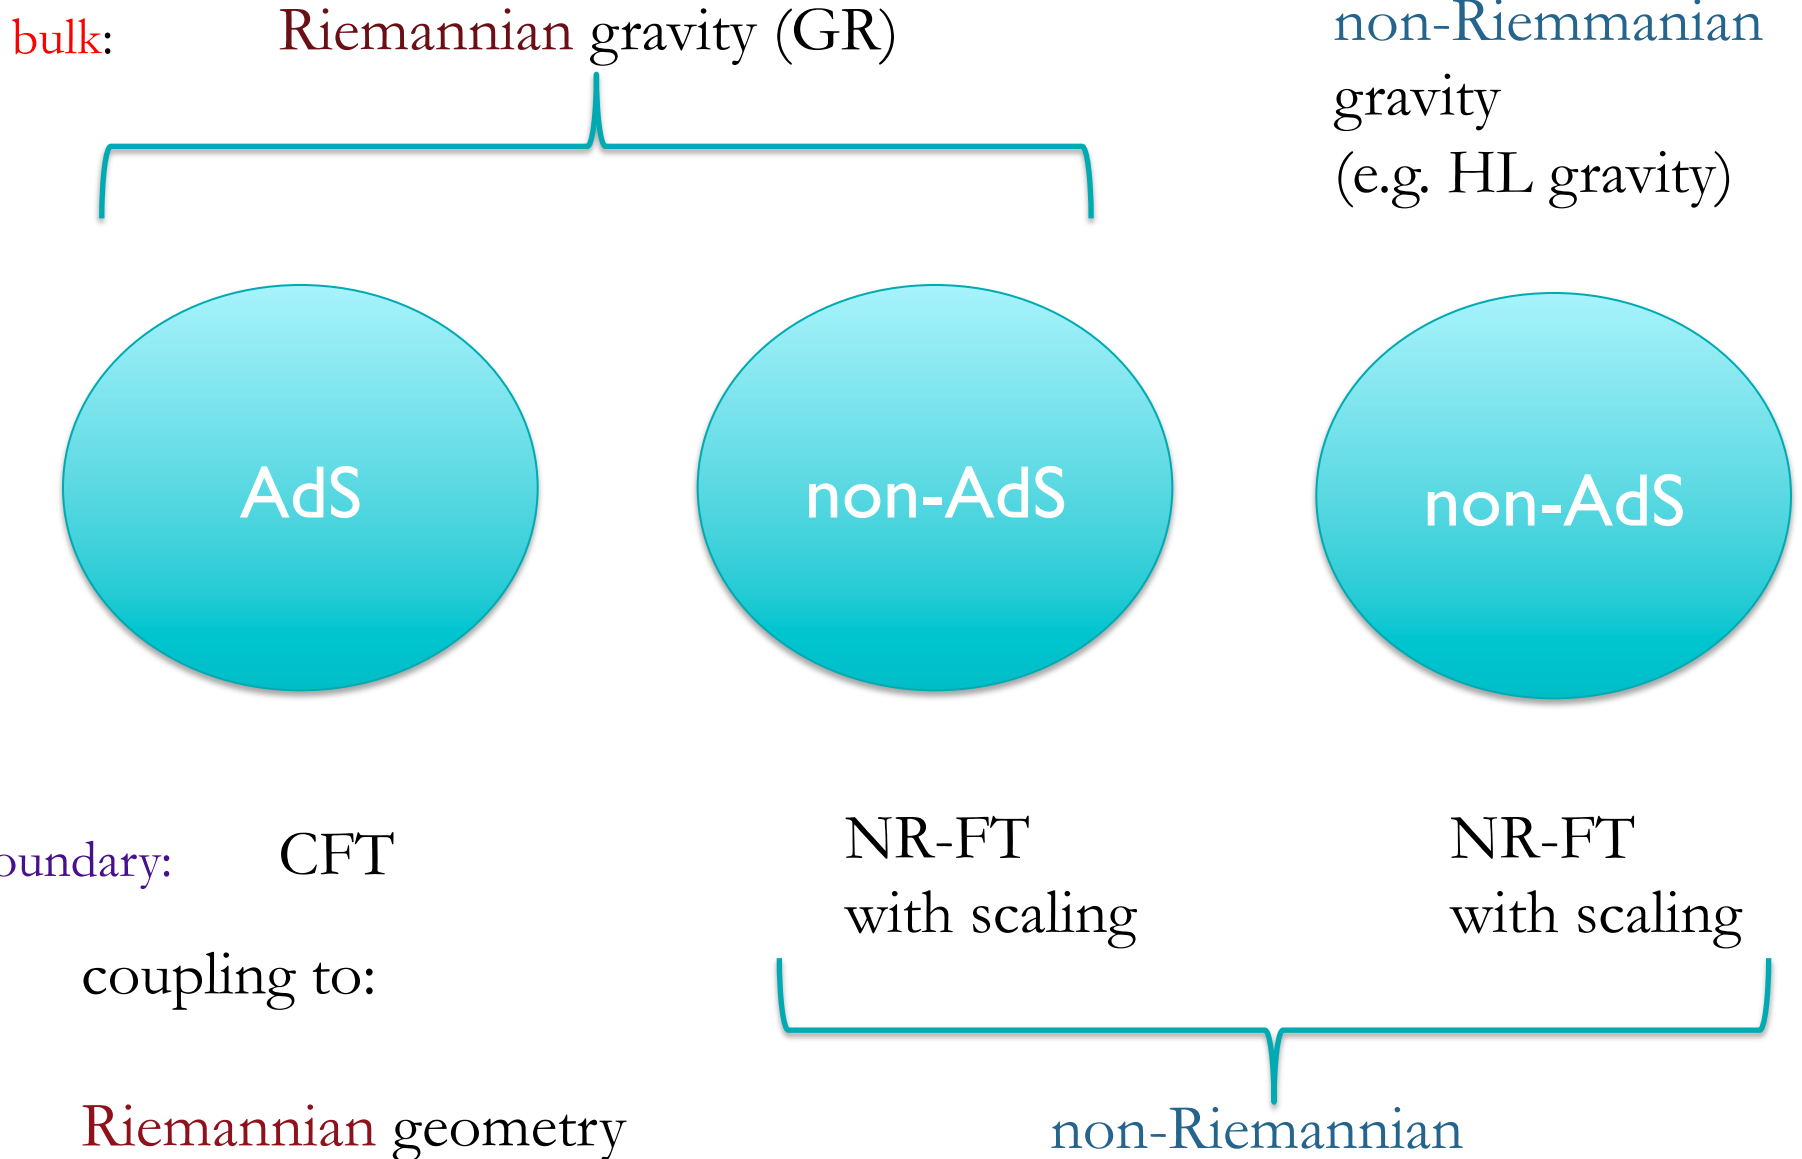 bulk:
Riemannian gravity (GR)
non-Riemmanian
gravity
(e.g. HL gravity)
AdS
non-AdS
non-AdS
oundary:
CFT
NR-FT
with scaling
NR-FT
with scaling
coupling to:
Riemannian geometry
non-Riemannian